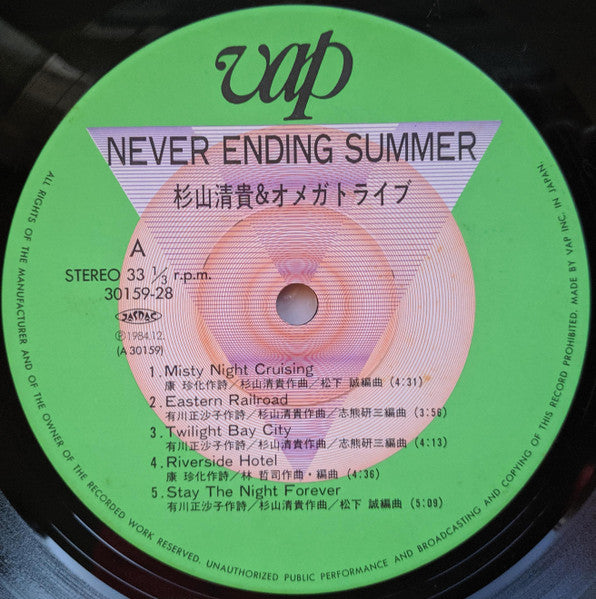 vap
NEVER ENDING SUMMER
杉山清貴&オメガトライブ
A
STEREO 33 1/3 r.p.m.
30159-28
JASRAC
Ⓟ1984.12.
(A30159)
1. Misty Night Cruising
康 珍化作詩／杉山清貴作曲／松下 誠編曲 (4:31)
2. Eastern Railroad
有川正沙子作詩／杉山清貴作曲／志熊研三編曲 (3:56)
3. Twilight Bay City
有川正沙子作詩／杉山清貴作曲／志熊研三編曲 (4:13)
4. Riverside Hotel
康 珍化作詩／林 哲司作曲・編曲 (4:36)
5. Stay The Night Forever
有川正沙子作詩／杉山清貴作曲／松下 誠編曲 (5:09)
ALL RIGHTS OF THE MANUFACTURER AND OF THE OWNER OF THE RECORDED WORK RESERVED. UNAUTHORIZED PUBLIC PERFORMANCE AND BROADCASTING AND COPYING OF THIS RECORD PROHIBITED. MADE BY VAP INC. IN JAPAN.